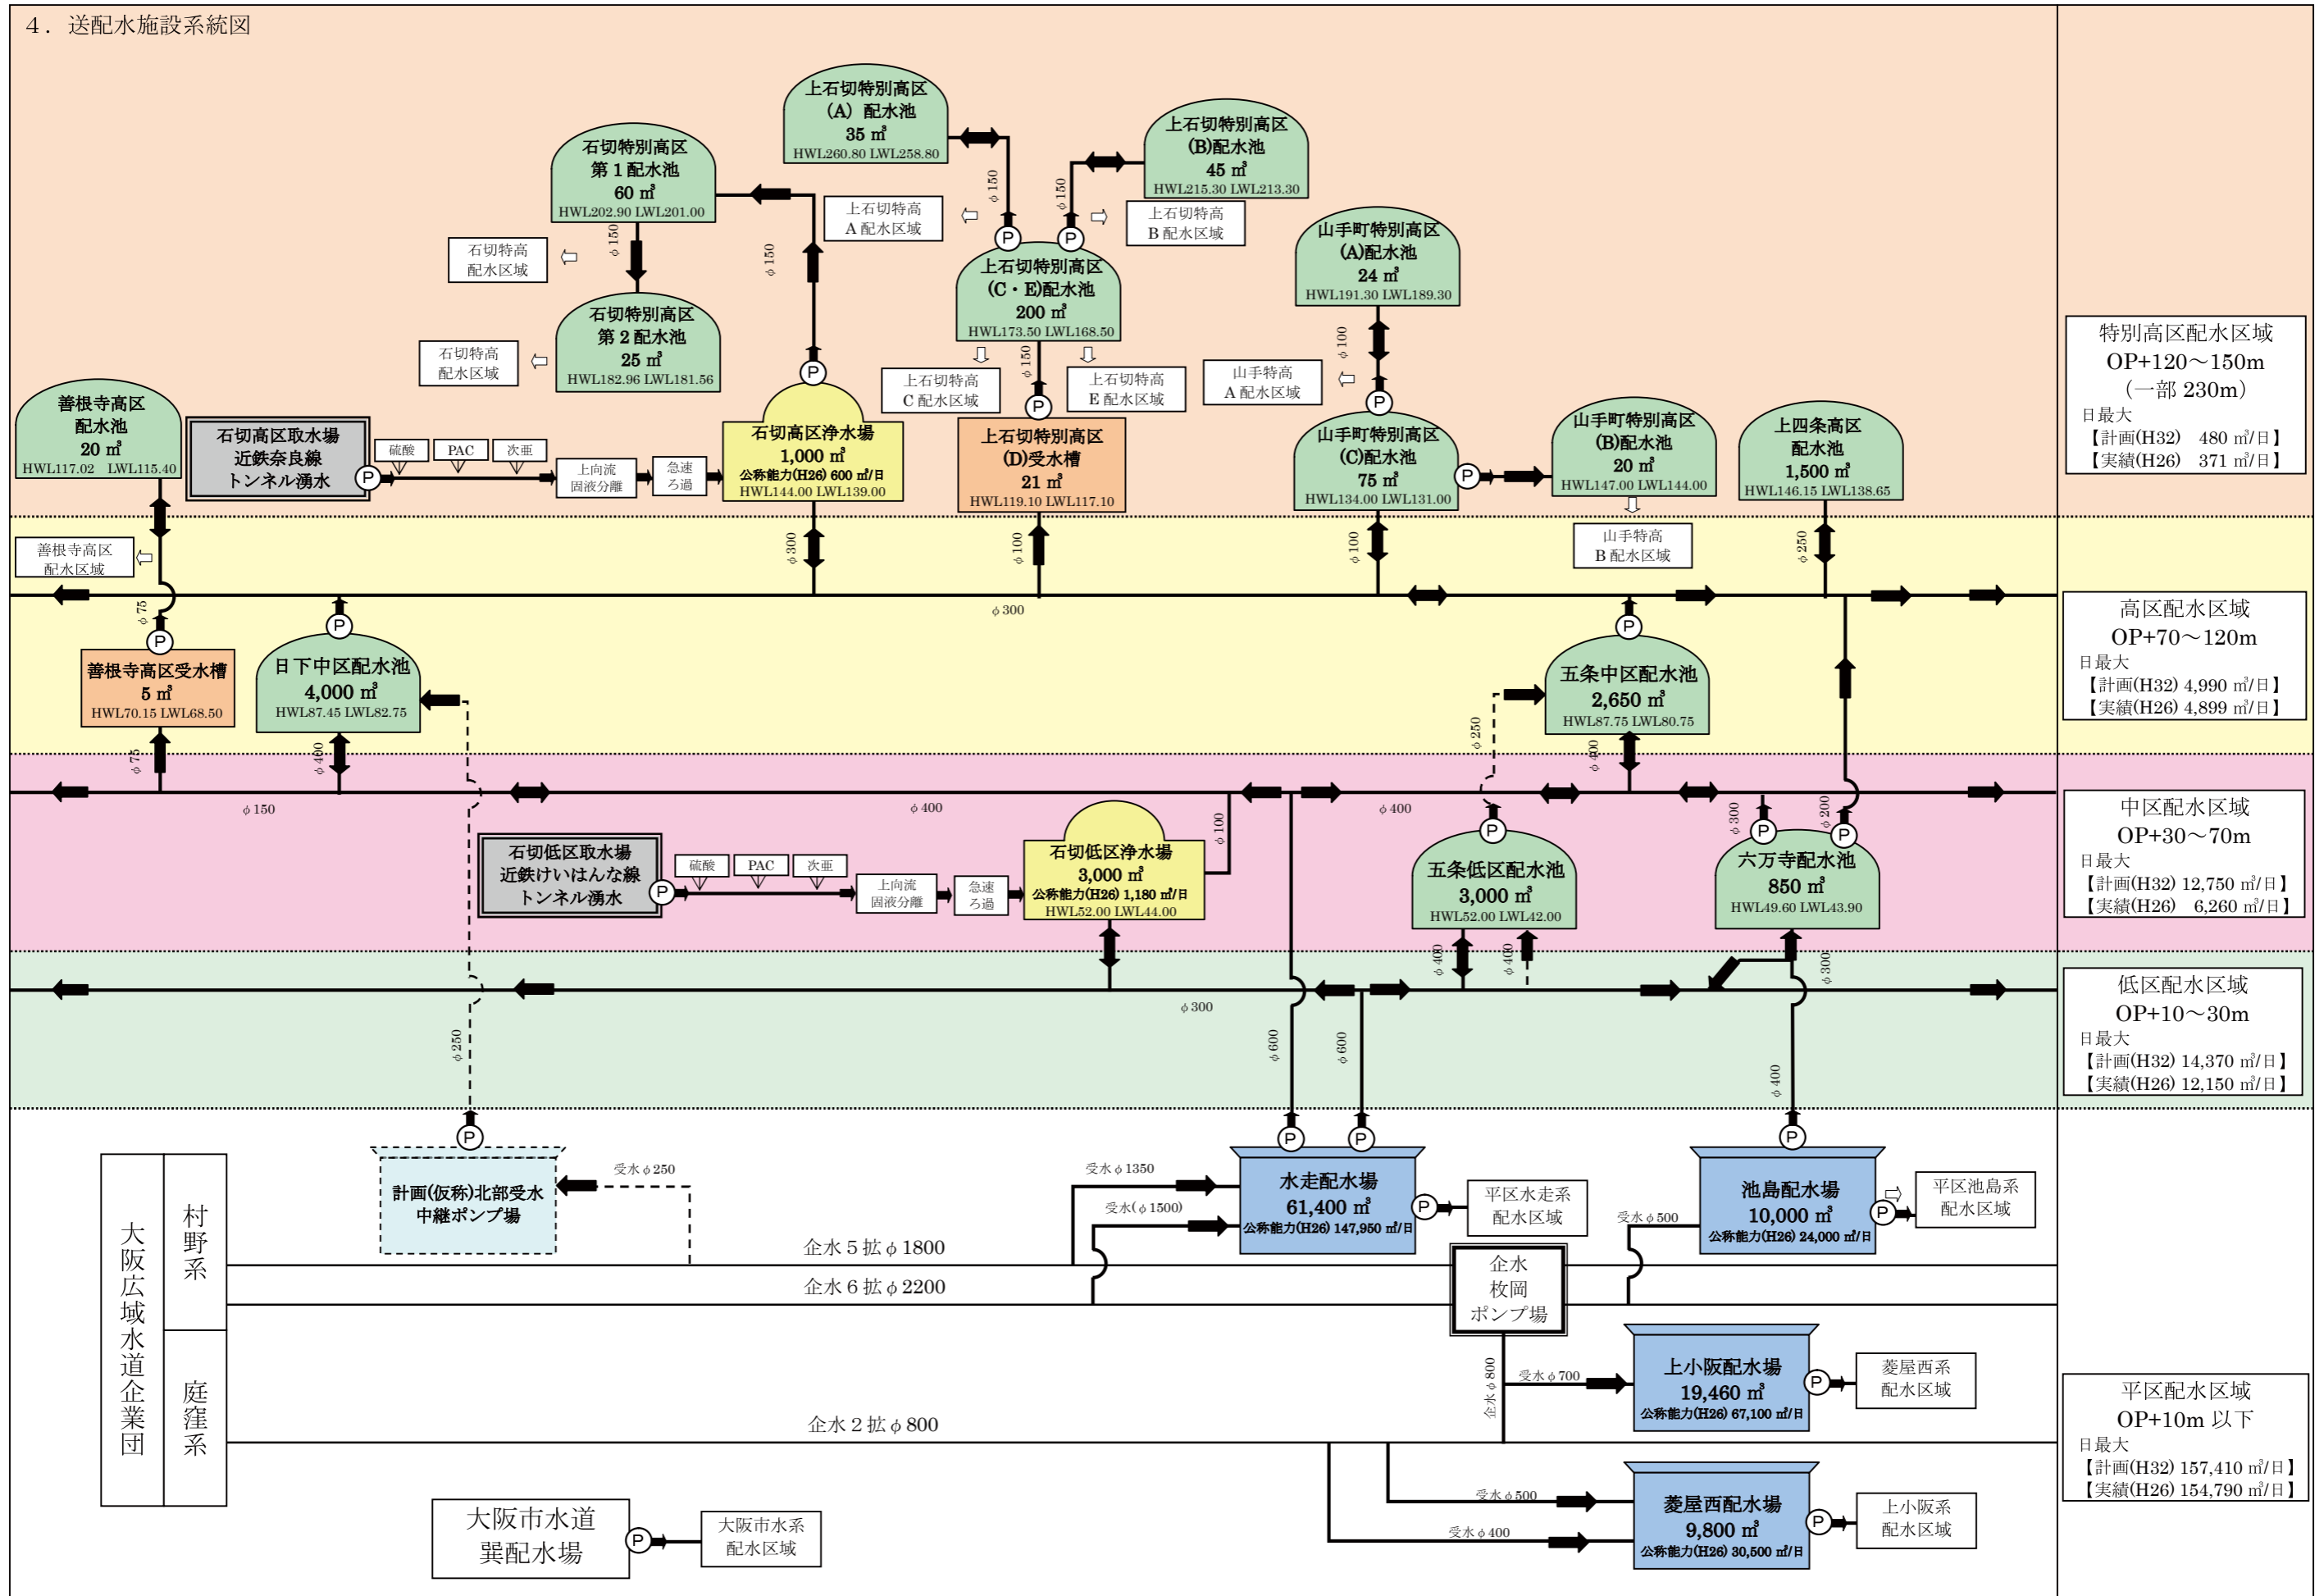 4．送配水施設系統図
上石切特別高区
(A) 配水池
35 ㎥
HWL260.80 LWL258.80
上石切特別高区
(B)配水池
45 ㎥
HWL215.30 LWL213.30
石切特別高区
第1配水池
60 ㎥
HWL202.90 LWL201.00
φ150
φ150
上石切特高
A 配水区域
上石切特高
B 配水区域
山手町特別高区
(A)配水池
24 ㎥
HWL191.30 LWL189.30
石切特高
配水区域
φ150
φ150
P
P
上石切特別高区
(C・E)配水池
200 ㎥
HWL173.50 LWL168.50
石切特別高区
第2配水池
25 ㎥
HWL182.96 LWL181.56
石切特高
配水区域
φ150
φ100
上石切特高
C 配水区域
上石切特高
E 配水区域
山手特高
A 配水区域
特別高区配水区域
OP+120～150m
（一部 230m）
日最大
【計画(H32) 480 ㎥/日】
【実績(H26) 371 ㎥/日】
善根寺高区
配水池
20 ㎥
HWL117.02 LWL115.40
石切高区取水場
近鉄奈良線
トンネル湧水
P
硫酸
PAC
次亜
上向流
固液分離
急速
ろ過
P
石切高区浄水場
1,000 ㎥
公称能力(H26) 600 ㎥/日
HWL144.00 LWL139.00
P
上石切特別高区
(D)受水槽
21 ㎥
HWL119.10 LWL117.10
P
山手町特別高区
(C)配水池
75 ㎥
HWL134.00 LWL131.00
P
山手町特別高区
(B)配水池
20 ㎥
HWL147.00 LWL144.00
上四条高区
配水池
1,500 ㎥
HWL146.15 LWL138.65
善根寺高区
配水区域
φ300
φ100
φ100
山手特高
B 配水区域
φ250
φ75
φ300
高区配水区域
OP+70～120m
日最大
【計画(H32) 4,990 ㎥/日】
【実績(H26) 4,899 ㎥/日】
P
善根寺高区受水槽
5 ㎥
HWL70.15 LWL68.50
P
日下中区配水池
4,000 ㎥
HWL87.45 LWL82.75
P
五条中区配水池
2,650 ㎥
HWL87.75 LWL80.75
φ250
φ75
φ400
φ400
φ150
φ400
φ400
φ100
φ300
φ200
中区配水区域
OP+30～70m
日最大
【計画(H32) 12,750 ㎥/日】
【実績(H26) 6,260 ㎥/日】
石切低区取水場
近鉄けいはんな線
トンネル湧水
P
硫酸
PAC
次亜
上向流
固液分離
急速
ろ過
石切低区浄水場
3,000 ㎥
公称能力(H26) 1,180 ㎥/日
HWL52.00 LWL44.00
P
五条低区配水池
3,000 ㎥
HWL52.00 LWL42.00
P
P
六万寺配水池
850 ㎥
HWL49.60 LWL43.90
φ400
φ400
φ300
φ300
低区配水区域
OP+10～30m
日最大
【計画(H32) 14,370 ㎥/日】
【実績(H26) 12,150 ㎥/日】
φ250
φ600
φ600
φ400
P
計画(仮称)北部受水
中継ポンプ場
受水φ250
受水φ1350
受水(φ1500)
P
P
水走配水場
61,400 ㎥
公称能力(H26) 147,950 ㎥/日
P
平区水走系
配水区域
受水φ500
P
池島配水場
10,000 ㎥
公称能力(H26) 24,000 ㎥/日
P
平区池島系
配水区域
大阪広域水道企業団
村野系
庭窪系
企水5拡φ1800
企水6拡φ2200
企水
枚岡
ポンプ場
企水φ800
受水φ700
上小阪配水場
19,460 ㎥
公称能力(H26) 67,100 ㎥/日
P
菱屋西系
配水区域
企水2拡φ800
平区配水区域
OP+10m 以下
日最大
【計画(H32) 157,410 ㎥/日】
【実績(H26) 154,790 ㎥/日】
受水φ500
受水φ400
菱屋西配水場
9,800 ㎥
公称能力(H26) 30,500 ㎥/日
P
上小阪系
配水区域
大阪市水道
巽配水場
P
大阪市水系
配水区域